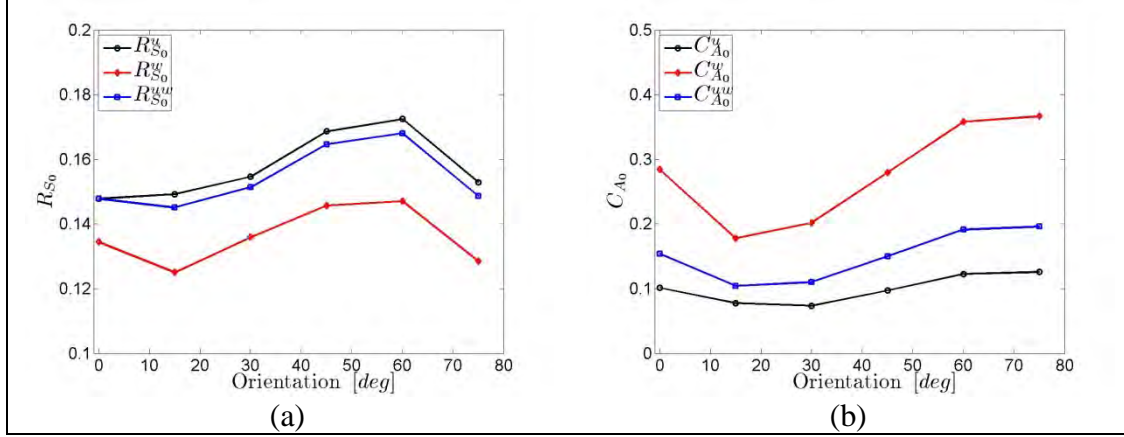 0.2
0.18
0.16
0.14
0.12
0.1
R_{S_0}
R^u_{S_0}
R^w_{S_0}
R^{uw}_{S_0}
0 10 20 30 40 50 60 70 80
Orientation [deg]
(a)
0.5
0.4
0.3
0.2
0.1
0
C_{A_0}
C^u_{A_0}
C^w_{A_0}
C^{uw}_{A_0}
0 10 20 30 40 50 60 70 80
Orientation [deg]
(b)